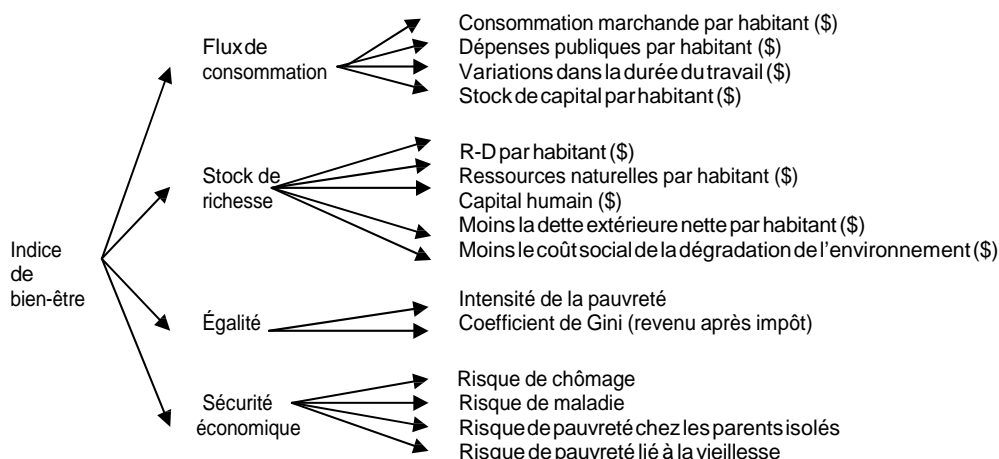 Indice
de
bien-être
Flux de
consommation
Consommation marchande par habitant ($)
Dépenses publiques par habitant ($)
Variations dans la durée du travail ($)
Stock de capital par habitant ($)
Stock de
richesse
R-D par habitant ($)
Ressources naturelles par habitant ($)
Capital humain ($)
Moins la dette extérieure nette par habitant ($)
Moins le coût social de la dégradation de l'environnement ($)
Égalité
Intensité de la pauvreté
Coefficient de Gini (revenu après impôt)
Sécurité
économique
Risque de chômage
Risque de maladie
Risque de pauvreté chez les parents isolés
Risque de pauvreté lié à la vieillesse